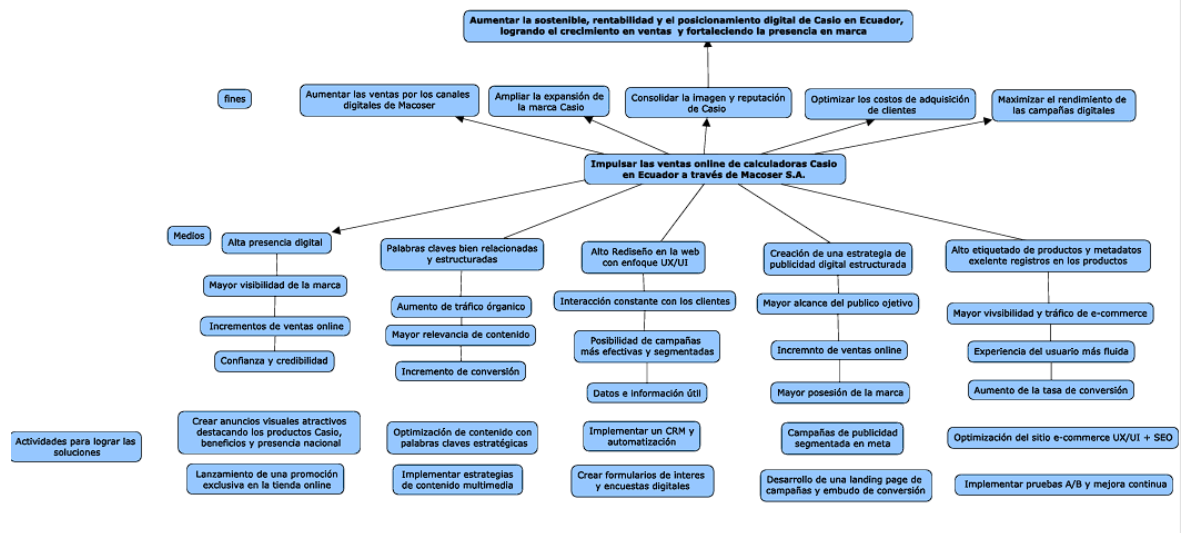 Aumentar la sostenible, rentabilidad y el posicionamiento digital de Casio en Ecuador,
logrando el crecimiento en ventas y fortaleciendo la presencia en marca
fines
Aumentar las ventas por los canales
digitales de Macoser
Ampliar la expansión de
la marca Casio
Consolidar la imagen y reputación
de Casio
Optimizar los costos de adquisición
de clientes
Maximizar el rendimiento de
las campañas digitales
Impulsar las ventas online de calculadoras Casio
en Ecuador a través de Macoser S.A.
Medios
Alta presencia digital
Palabras claves bien relacionadas
y estructuradas
Alto Rediseño en la web
con enfoque UX/UI
Creación de una estrategia de
publicidad digital estructurada
Alto etiquetado de productos y metadatos
exelente registros en los productos
Mayor visibilidad de la marca
Aumento de tráfico órganico
Interacción constante con los clientes
Mayor alcance del publico ojetivo
Mayor vivsibilidad y tráfico de e-commerce
Incrementos de ventas online
Mayor relevancia de contenido
Posibilidad de campañas
más efectivas y segmentadas
Incremnto de ventas online
Experiencia del usuario más fluida
Confianza y credibilidad
Incremento de conversión
Datos e información útil
Mayor posesión de la marca
Aumento de la tasa de conversión
Actividades para lograr las
soluciones
Crear anuncios visuales atractivos
destacando los productos Casio,
beneficios y presencia nacional
Optimización de contenido con
palabras claves estratégicas
Implementar un CRM y
automatización
Campañas de publicidad
segmentada en meta
Optimización del sitio e-commerce UX/UI + SEO
Lanzamiento de una promoción
exclusiva en la tienda online
Implementar estrategias
de contenido multimedia
Crear formularios de interes
y encuestas digitales
Desarrollo de una landing page de
campañas y embudo de conversión
Implementar pruebas A/B y mejora continua